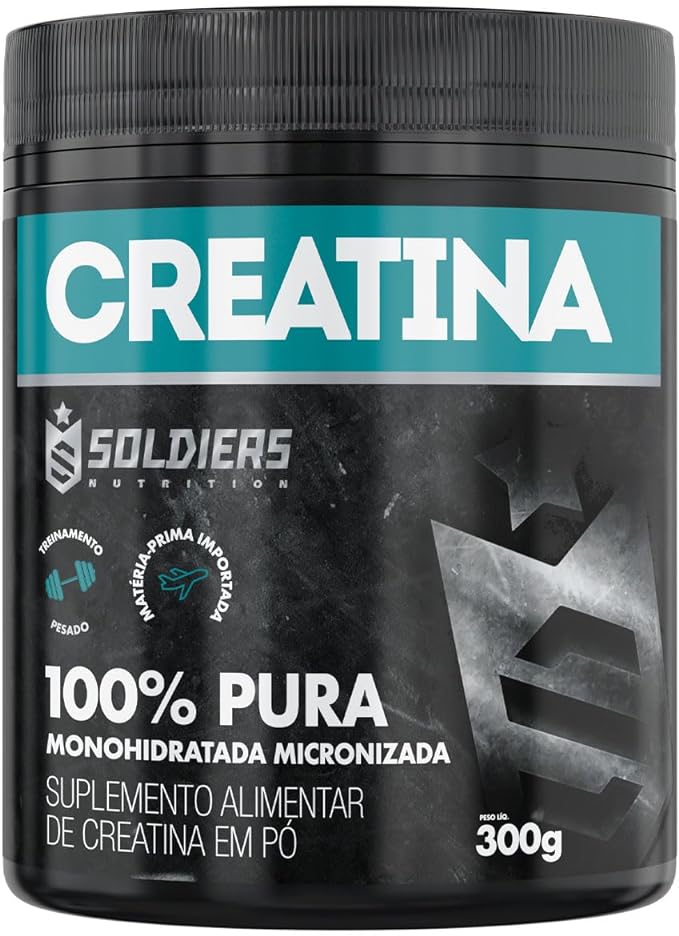 CREATINA
SOLDIERS
NUTRITION
TREINAMENTO
PESADO
MATÉRIA-PRIMA IMPORTADA
100% PURA
MONOHIDRATADA MICRONIZADA
SUPLEMENTO ALIMENTAR
DE CREATINA EM PÓ
PESO LÍQ.
300g